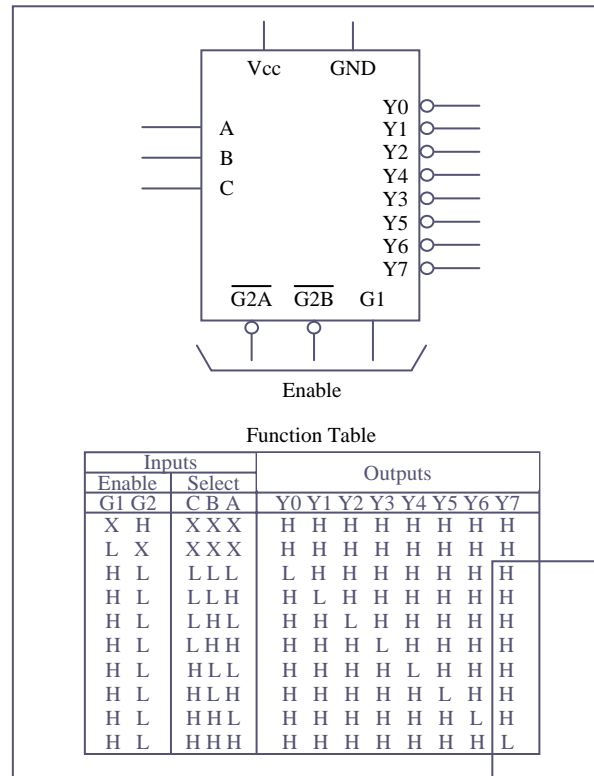 Vcc GND
Y0
A Y1
B Y2
C Y4
Y3
Y5
Y6
Y7
G2A G2B G1
Enable
Function Table
Inputs Outputs
Enable Select
G1 G2 C B A Y0 Y1 Y2 Y3 Y4 Y5 Y6 Y7
X H X X X H H H H H H H H
L X X X X H H H H H H H H
H L L L L L H H H H H H H
H L L L H H L H H H H H H
H L L H L H H L H H H H H
H L L H H H H H L H H H H
H L H L L H H H H L H H H
H L H L H H H H H H L H H
H L H H L H H H H H H L H
H L H H H H H H H H H H L